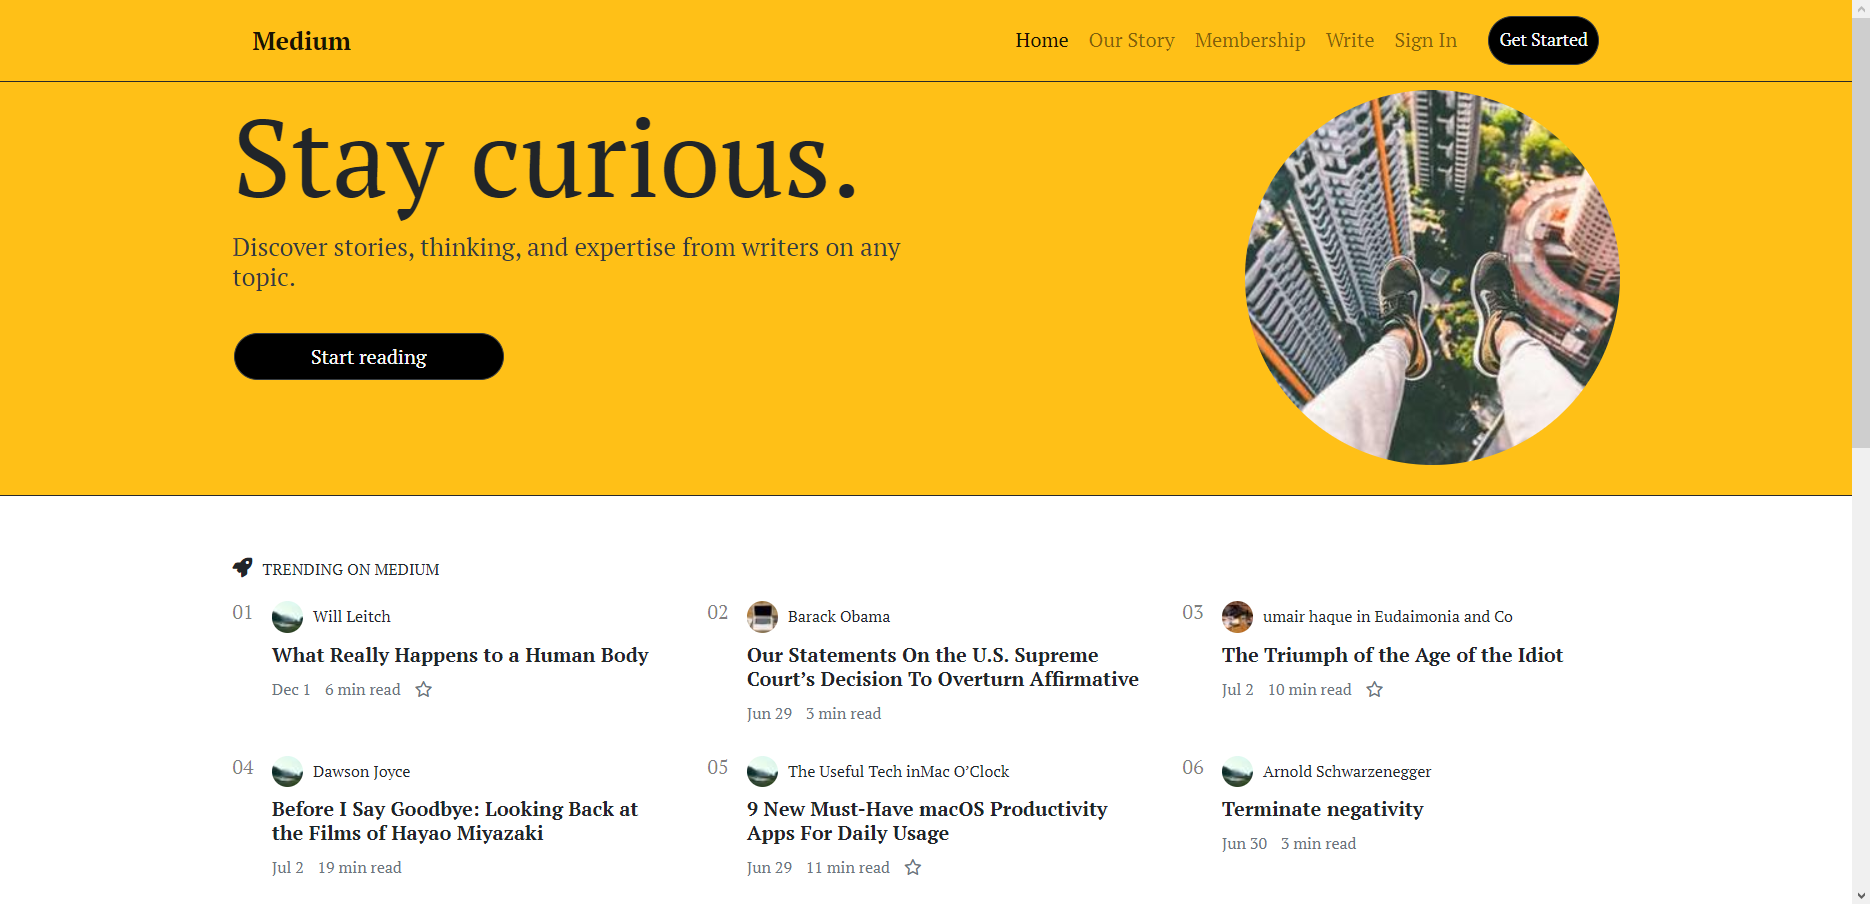 Medium
Home Our Story Membership Write Sign In Get Started
Stay curious.
Discover stories, thinking, and expertise from writers on any
topic.
Start reading
TRENDING ON MEDIUM
01 Will Leitch
What Really Happens to a Human Body
Dec 1 6 min read
02 Barack Obama
Our Statements On the U.S. Supreme
Court’s Decision To Overturn Affirmative
Jun 29 3 min read
03 umair haque in Eudaimonia and Co
The Triumph of the Age of the Idiot
Jul 2 10 min read
04 Dawson Joyce
Before I Say Goodbye: Looking Back at
the Films of Hayao Miyazaki
Jul 2 19 min read
05 The Useful Tech inMac O’Clock
9 New Must-Have macOS Productivity
Apps For Daily Usage
Jun 29 11 min read
06 Arnold Schwarzenegger
Terminate negativity
Jun 30 3 min read